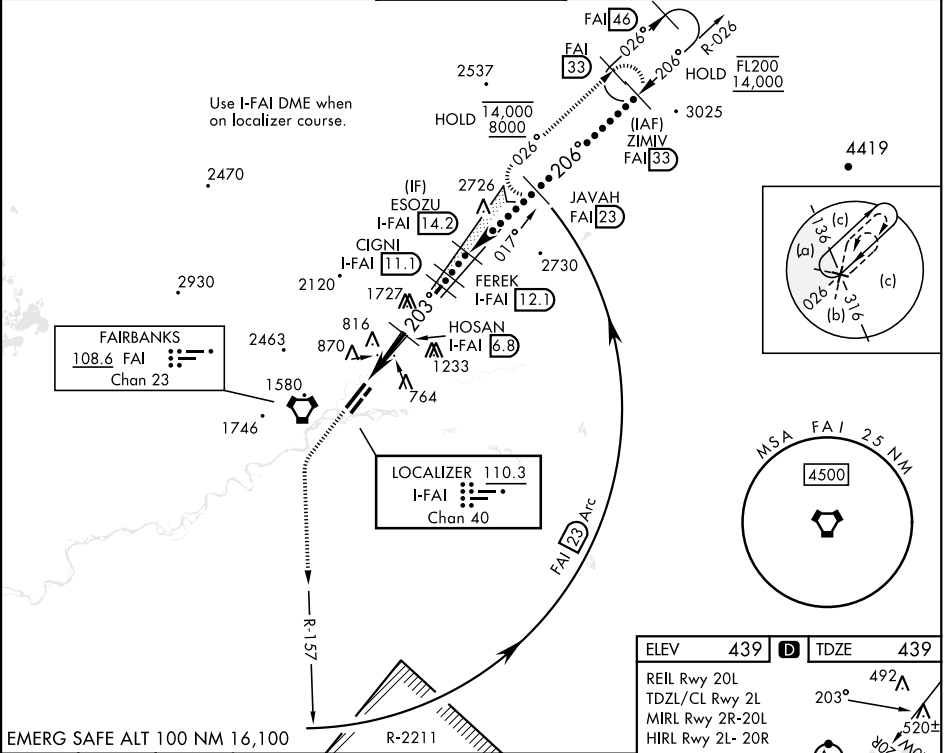 FAI 46
026°
R-026
FAI
33
206°
HOLD FL200
14,000
2537
Use I-FAI DME when
on localizer course.
HOLD 14,000
8000
3025
(IAF)
ZIMIV
FAI 33
026°
206°
4419
2470
(IF)
ESOZU
I-FAI 14.2
2726
JAVAH
FAI 23
CIGNI
I-FAI 11.1
017°
2730
136
(c)
(a)
(c)
026
(b)
316
2930
2120
FEREK
I-FAI 12.1
1727
203°
HOSAN
I-FAI 6.8
816
870
1233
764
2463
FAIRBANKS
108.6 FAI
Chan 23
1580
1746
LOCALIZER 110.3
I-FAI
Chan 40
MSA FAI 25 NM
4500
FAI 23 Arc
R-157
R-2211
EMERG SAFE ALT 100 NM 16,100
ELEV 439 D TDZE 439
REIL Rwy 20L
TDZL/CL Rwy 2L
MIRL Rwy 2R-20L
HIRL Rwy 2L- 20R
492
203°
520±